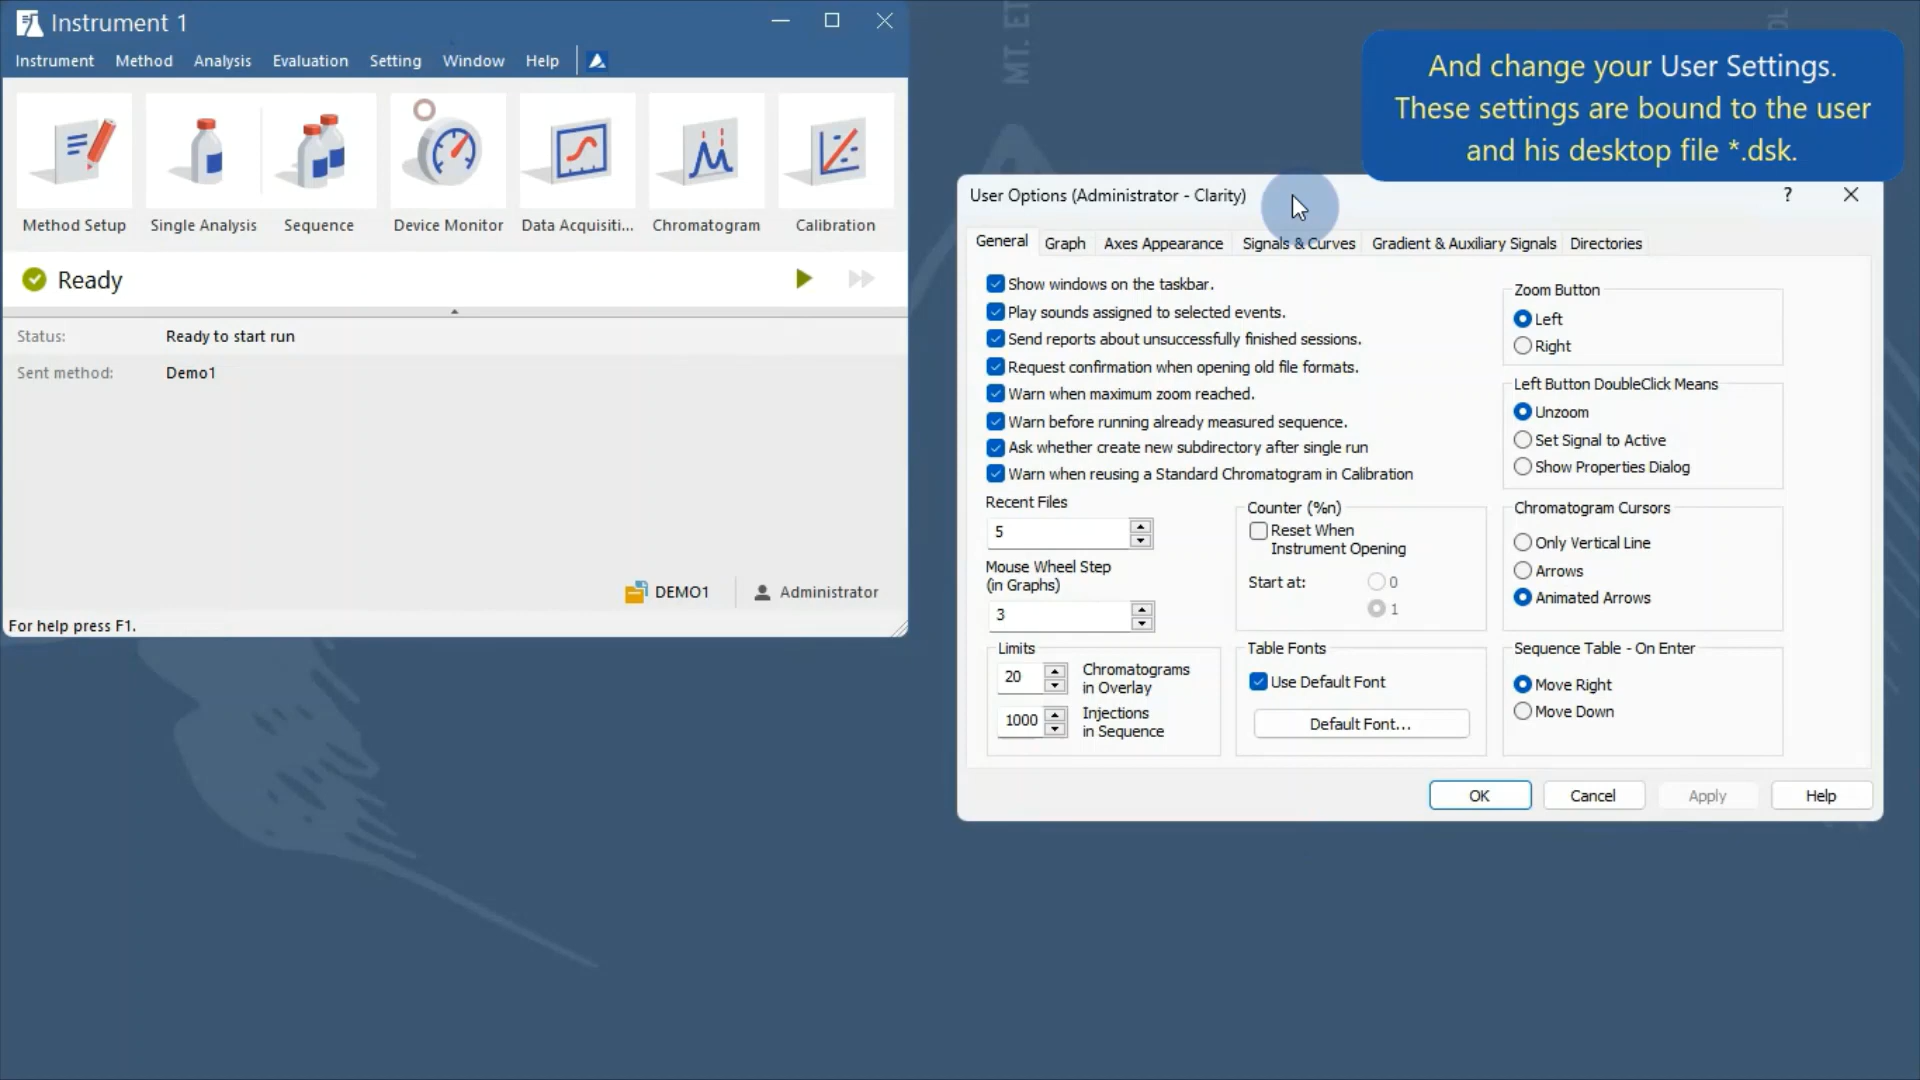 Instrument 1
Instrument Method Analysis Evaluation Setting Window Help
Method Setup
Single Analysis
Sequence
Device Monitor
Data Acquisiti...
Chromatogram
Calibration
Ready
Status: Ready to start run
Sent method: Demo1
DEMO1
Administrator
For help press F1.
MT. ET
And change your User Settings.
These settings are bound to the user
and his desktop file *.dsk.
User Options (Administrator - Clarity)
?
General Graph Axes Appearance Signals & Curves Gradient & Auxiliary Signals Directories
Show windows on the taskbar.
Play sounds assigned to selected events.
Send reports about unsuccessfully finished sessions.
Request confirmation when opening old file formats.
Warn when maximum zoom reached.
Warn before running already measured sequence.
Ask whether create new subdirectory after single run
Warn when reusing a Standard Chromatogram in Calibration
Recent Files
5
Mouse Wheel Step
(in Graphs)
3
Limits
20 Chromatograms
in Overlay
1000 Injections
in Sequence
Counter (%n)
Reset When
Instrument Opening
Start at: 0
1
Table Fonts
Use Default Font
Default Font...
Zoom Button
Left
Right
Left Button DoubleClick Means
Unzoom
Set Signal to Active
Show Properties Dialog
Chromatogram Cursors
Only Vertical Line
Arrows
Animated Arrows
Sequence Table - On Enter
Move Right
Move Down
OK Cancel Apply Help